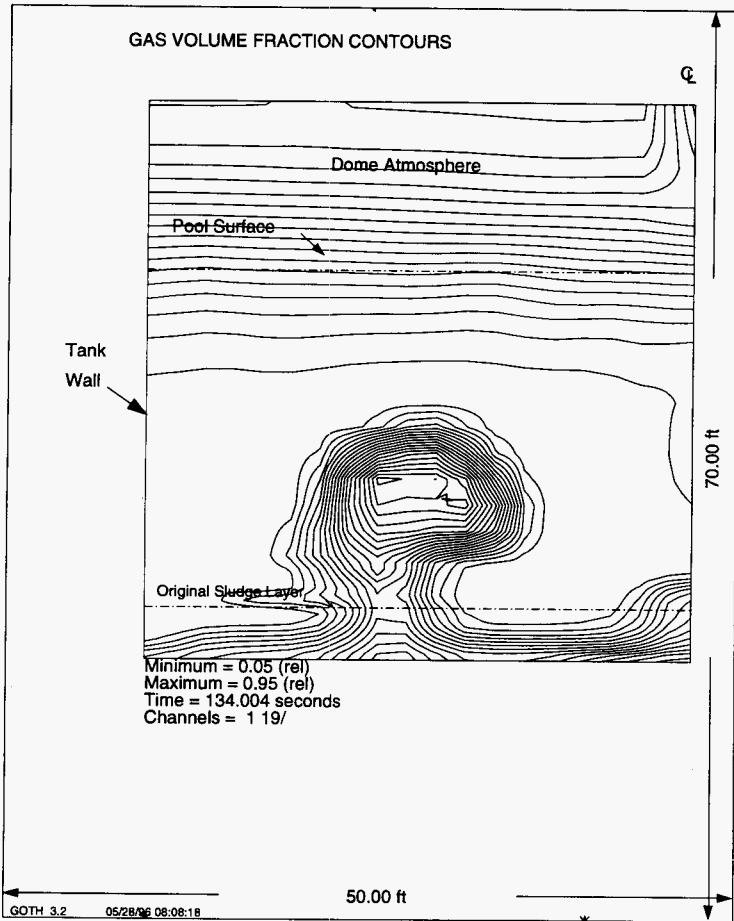 GAS VOLUME FRACTION CONTOURS
℄
Dome Atmosphere
Pool Surface
Tank
Wall
70.00 ft
Original Sludge Layer
Minimum = 0.05 (rel)
Maximum = 0.95 (rel)
Time = 134.004 seconds
Channels = 1 19/
50.00 ft
GOTH 3.2 05/28/96 08:08:18